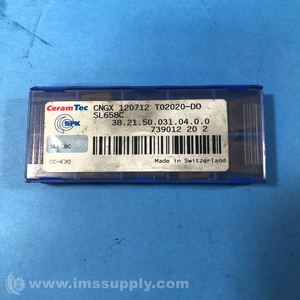 CeramTec
SPK
CNGX 120712 T02020-DO
SL658C
38.21.50.031.04.0.0
739012 20 2
SL658C
CC-K30
Made in Switzerland
www.imssupply.com